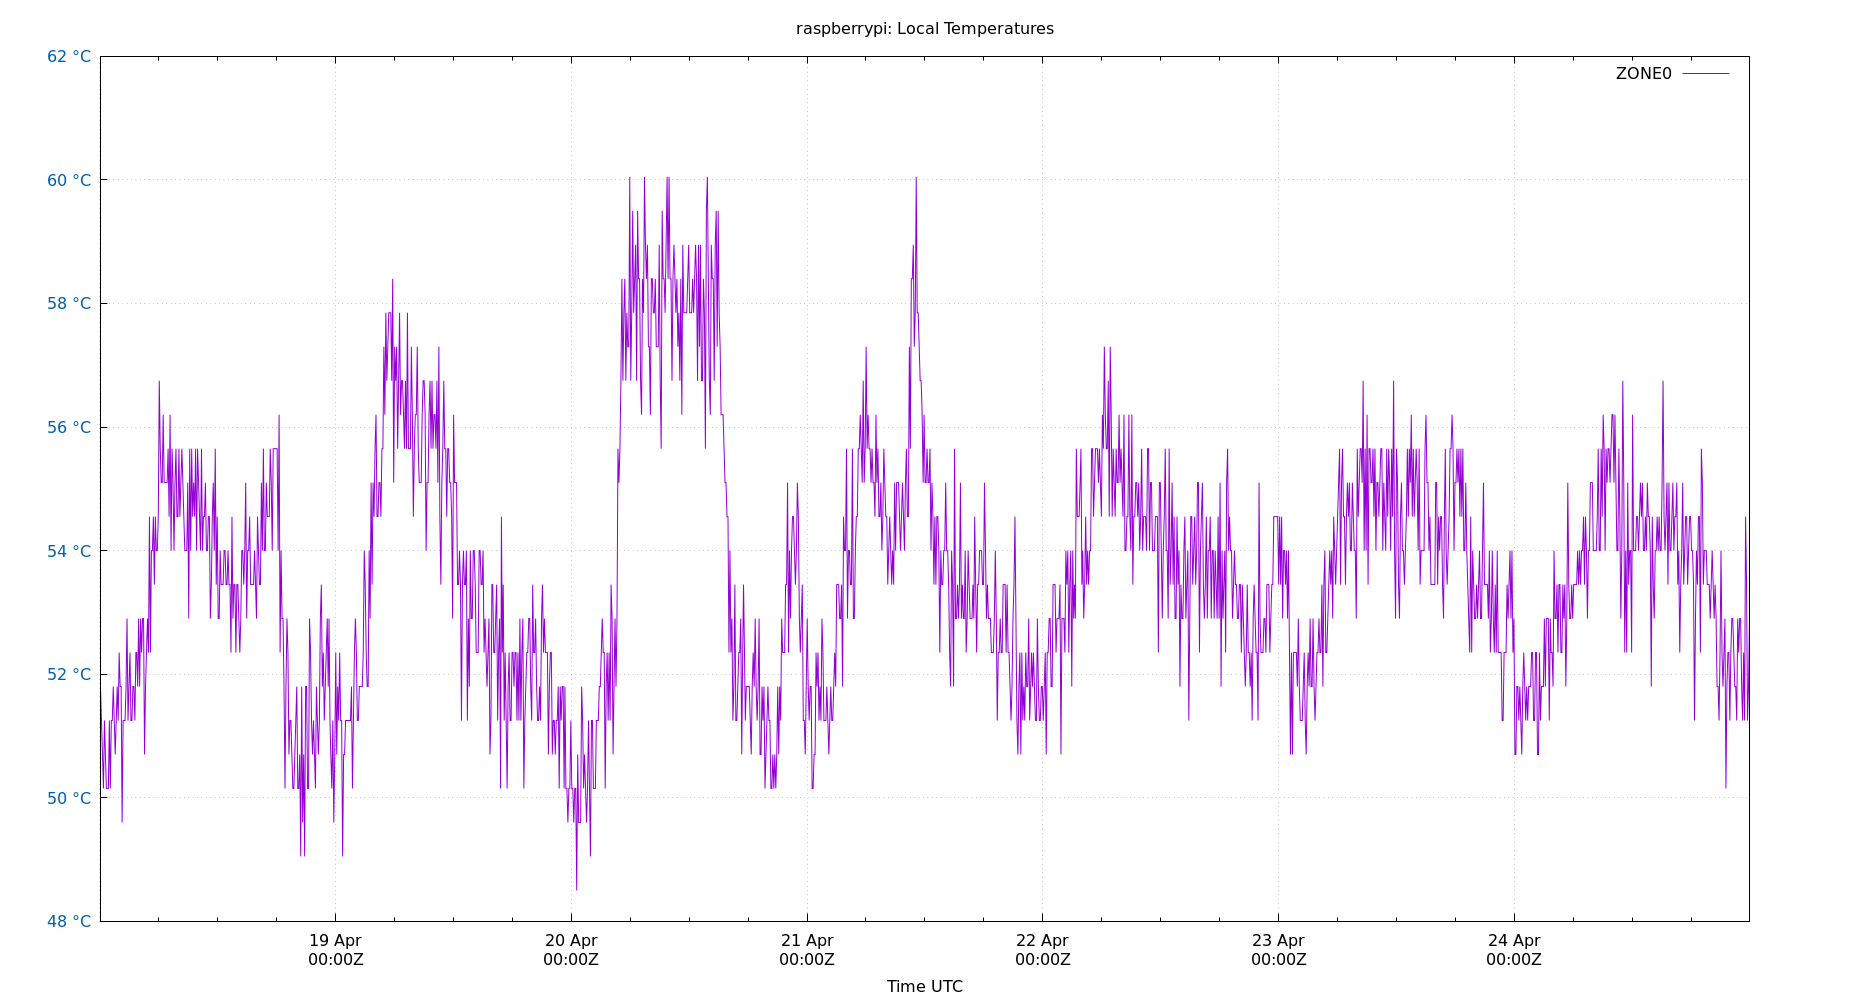 raspberrypi: Local Temperatures
62 °C
ZONE0
60 °C
58 °C
56 °C
54 °C
52 °C
50 °C
48 °C
19 Apr 20 Apr 21 Apr 22 Apr 23 Apr 24 Apr
00:00Z 00:00Z 00:00Z 00:00Z 00:00Z 00:00Z
Time UTC